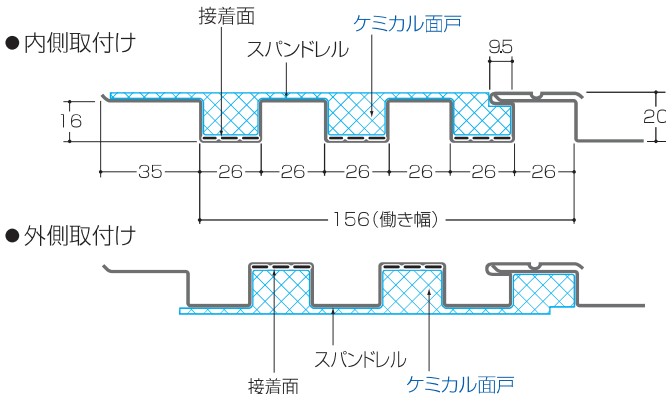 接着面
ケミカル面戸
●内側取付け
スパンドレル
9.5
16
20
35
26
26
26
26
26
26
156(働き幅)
●外側取付け
スパンドレル
接着面
ケミカル面戸